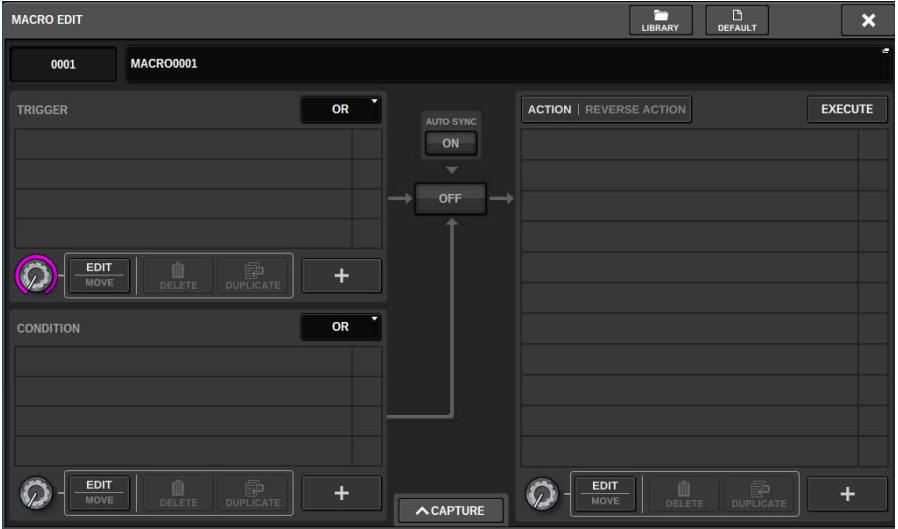 MACRO EDIT
LIBRARY
DEFAULT
0001
MACRO0001
TRIGGER
OR
AUTO SYNC
ON
OFF
ACTION | REVERSE ACTION
EXECUTE
EDIT
MOVE
DELETE
DUPLICATE
+
CONDITION
OR
EDIT
MOVE
DELETE
DUPLICATE
+
CAPTURE
EDIT
MOVE
DELETE
DUPLICATE
+